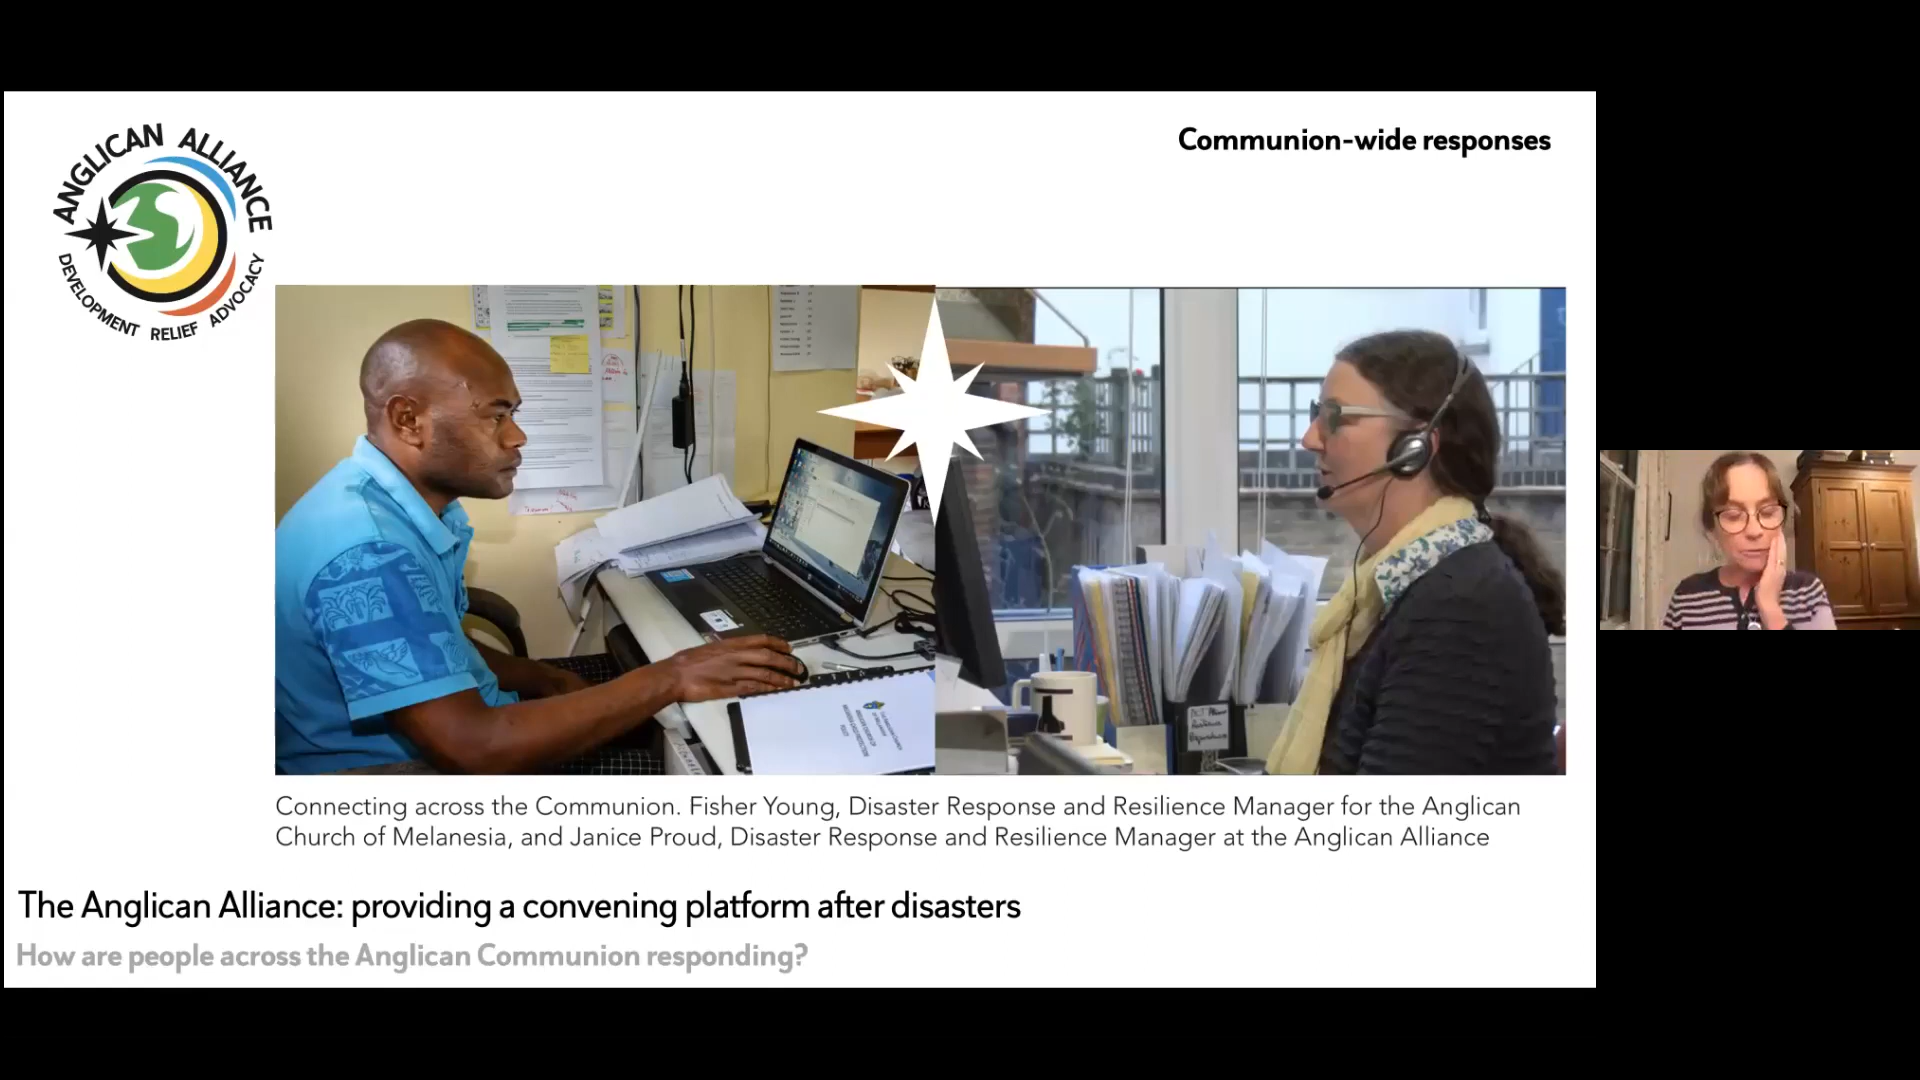 ANGLICAN ALLIANCE
DEVELOPMENT RELIEF ADVOCACY
Communion-wide responses
Connecting across the Communion. Fisher Young, Disaster Response and Resilience Manager for the Anglican
Church of Melanesia, and Janice Proud, Disaster Response and Resilience Manager at the Anglican Alliance
The Anglican Alliance: providing a convening platform after disasters
How are people across the Anglican Communion responding?